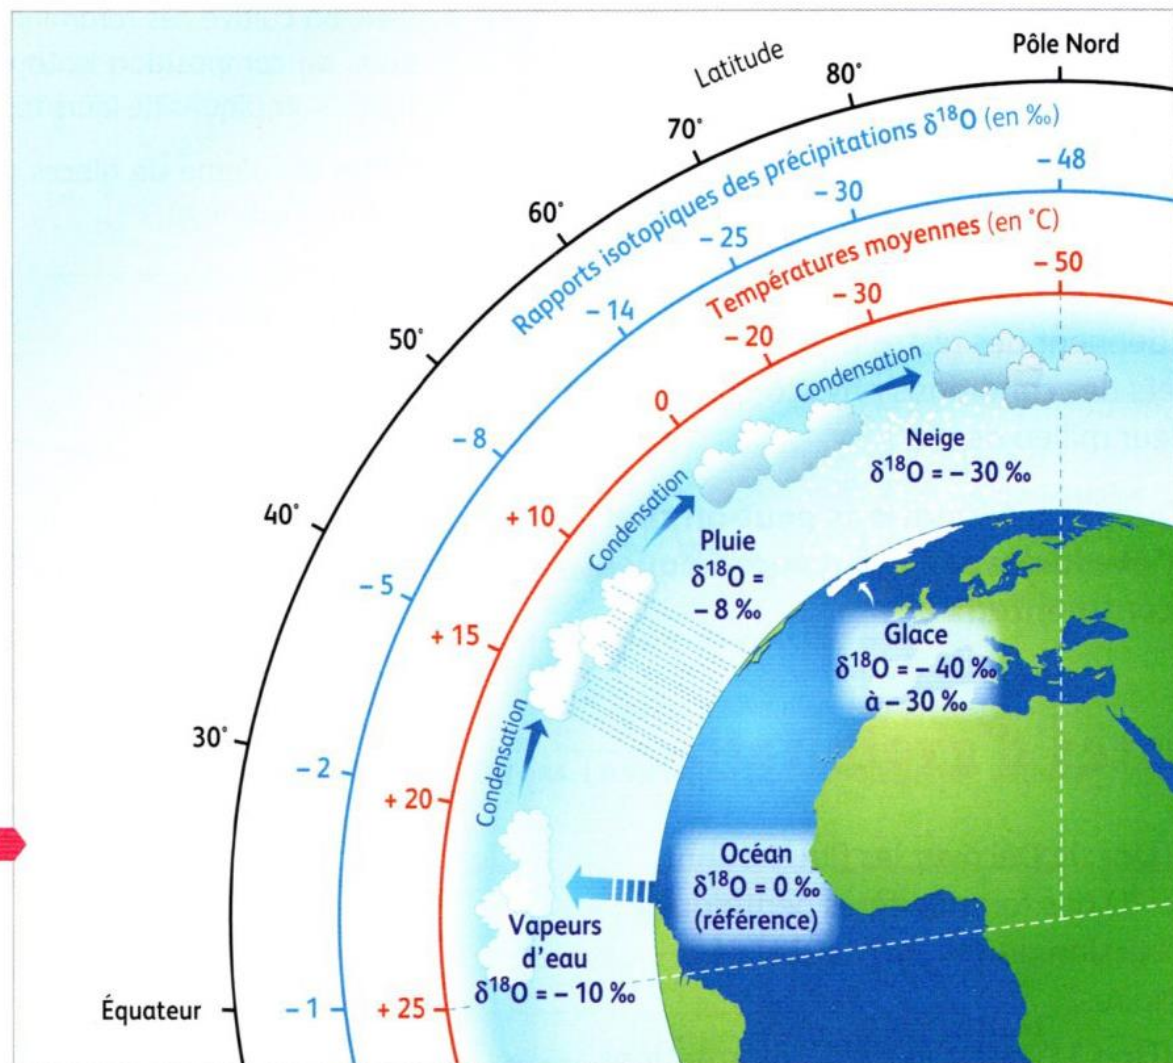 Latitude
Pôle Nord
80°
70°
60°
50°
40°
30°
Équateur
Rapports isotopiques des précipitations δ¹⁸O (en ‰)
– 48
– 30
– 25
– 14
– 8
– 5
– 2
– 1
Températures moyennes (en °C)
– 50
– 30
– 20
0
+ 10
+ 15
+ 20
+ 25
Condensation
Condensation
Condensation
Neige
δ¹⁸O = – 30 ‰
Pluie
δ¹⁸O =
– 8 ‰
Glace
δ¹⁸O = – 40 ‰
à – 30 ‰
Océan
δ¹⁸O = 0 ‰
(référence)
Vapeurs
d'eau
δ¹⁸O = – 10 ‰